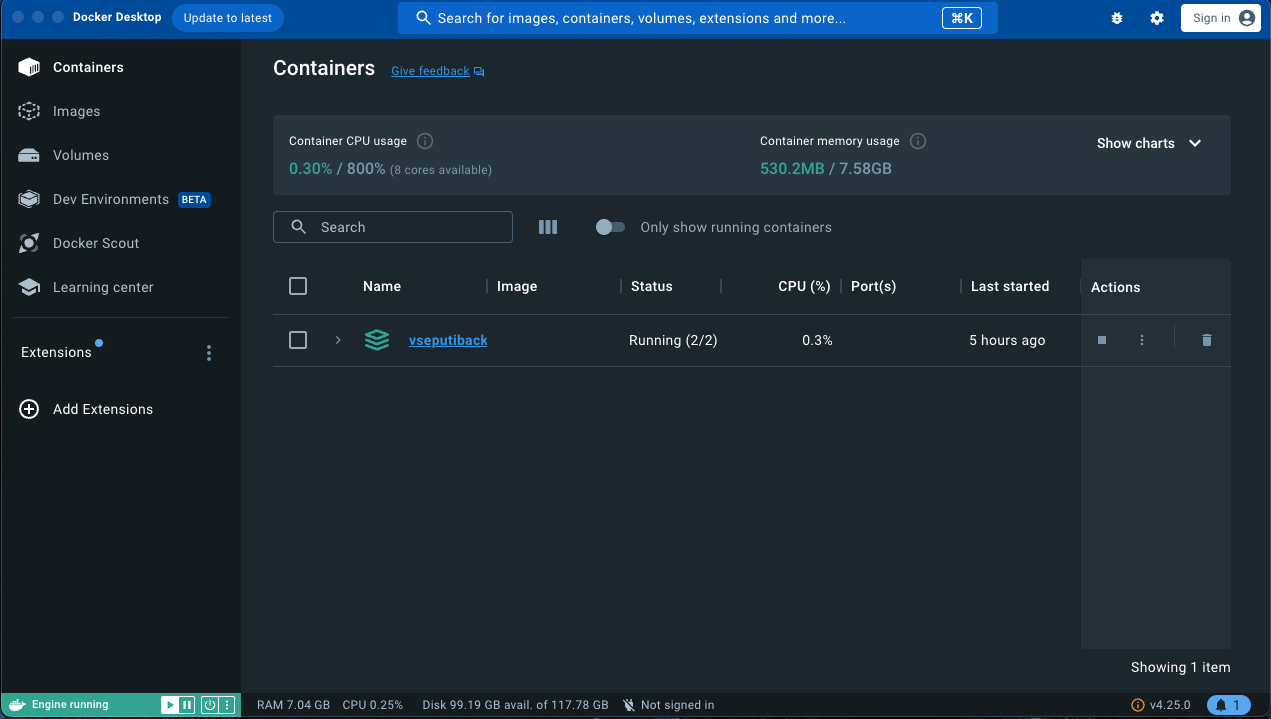 Docker Desktop Update to latest Search for images, containers, volumes, extensions and more... ⌘K Sign in
Containers
Images
Volumes
Dev Environments BETA
Docker Scout
Learning center
Extensions
Add Extensions
Containers Give feedback
Container CPU usage
0.30% / 800% (8 cores available)
Container memory usage
530.2MB / 7.58GB
Show charts
Search Only show running containers
Name Image Status CPU (%) Port(s) Last started Actions
vseputiback Running (2/2) 0.3% 5 hours ago
Showing 1 item
Engine running RAM 7.04 GB CPU 0.25% Disk 99.19 GB avail. of 117.78 GB Not signed in v4.25.0 1